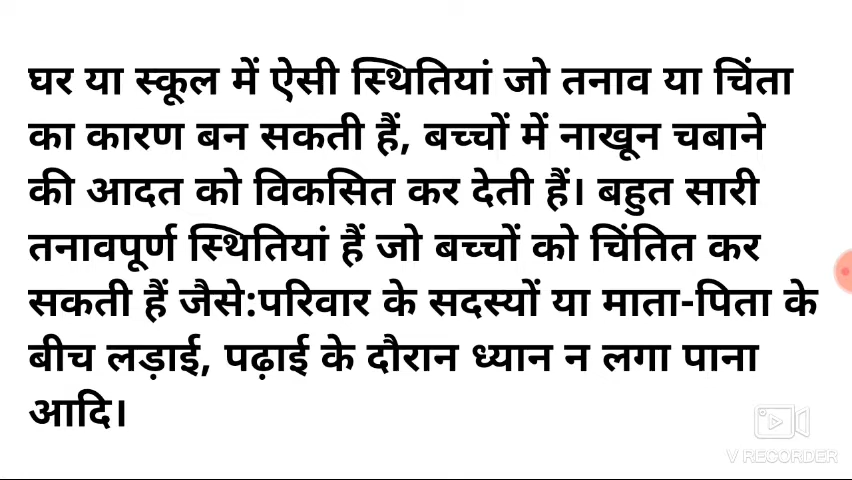 घर या स्कूल में ऐसी स्थितियां जो तनाव या चिंता
का कारण बन सकती हैं, बच्चों में नाखून चबाने
की आदत को विकसित कर देती हैं। बहुत सारी
तनावपूर्ण स्थितियां हैं जो बच्चों को चिंतित कर
सकती हैं जैसे:परिवार के सदस्यों या माता-पिता के
बीच लड़ाई, पढ़ाई के दौरान ध्यान न लगा पाना
आदि।
V RECORDER